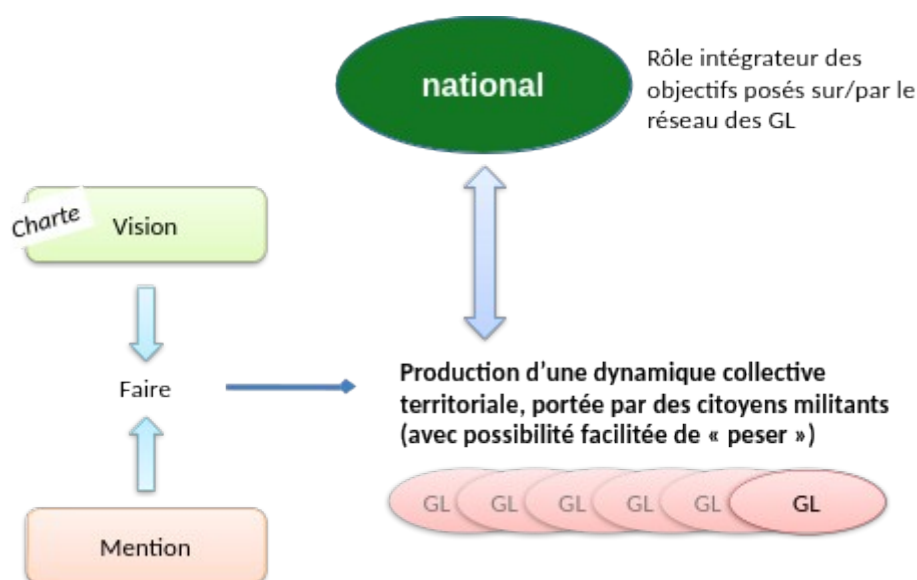 national
Rôle intégrateur des
objectifs posés sur/par le
réseau des GL
Charte
Vision
Faire
Mention
Production d’une dynamique collective
territoriale, portée par des citoyens militants
(avec possibilité facilitée de « peser »)
GL GL GL GL GL GL